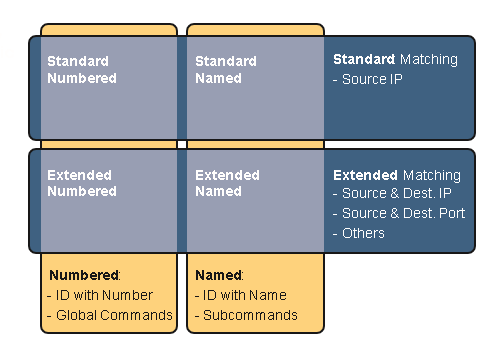 Standard
Numbered
Standard
Named
Standard Matching
- Source IP
Extended
Numbered
Extended
Named
Extended Matching
- Source & Dest. IP
- Source & Dest. Port
- Others
Numbered:
- ID with Number
- Global Commands
Named:
- ID with Name
- Subcommands